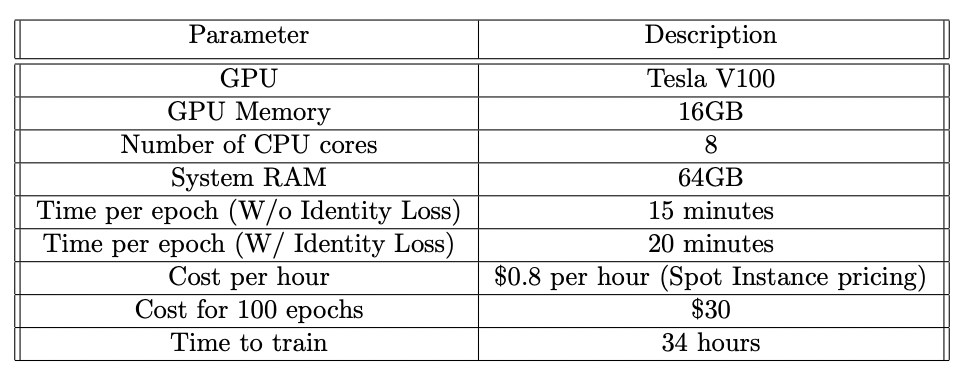 Parameter Description
GPU Tesla V100
GPU Memory 16GB
Number of CPU cores 8
System RAM 64GB
Time per epoch (W/o Identity Loss) 15 minutes
Time per epoch (W/ Identity Loss) 20 minutes
Cost per hour $0.8 per hour (Spot Instance pricing)
Cost for 100 epochs $30
Time to train 34 hours